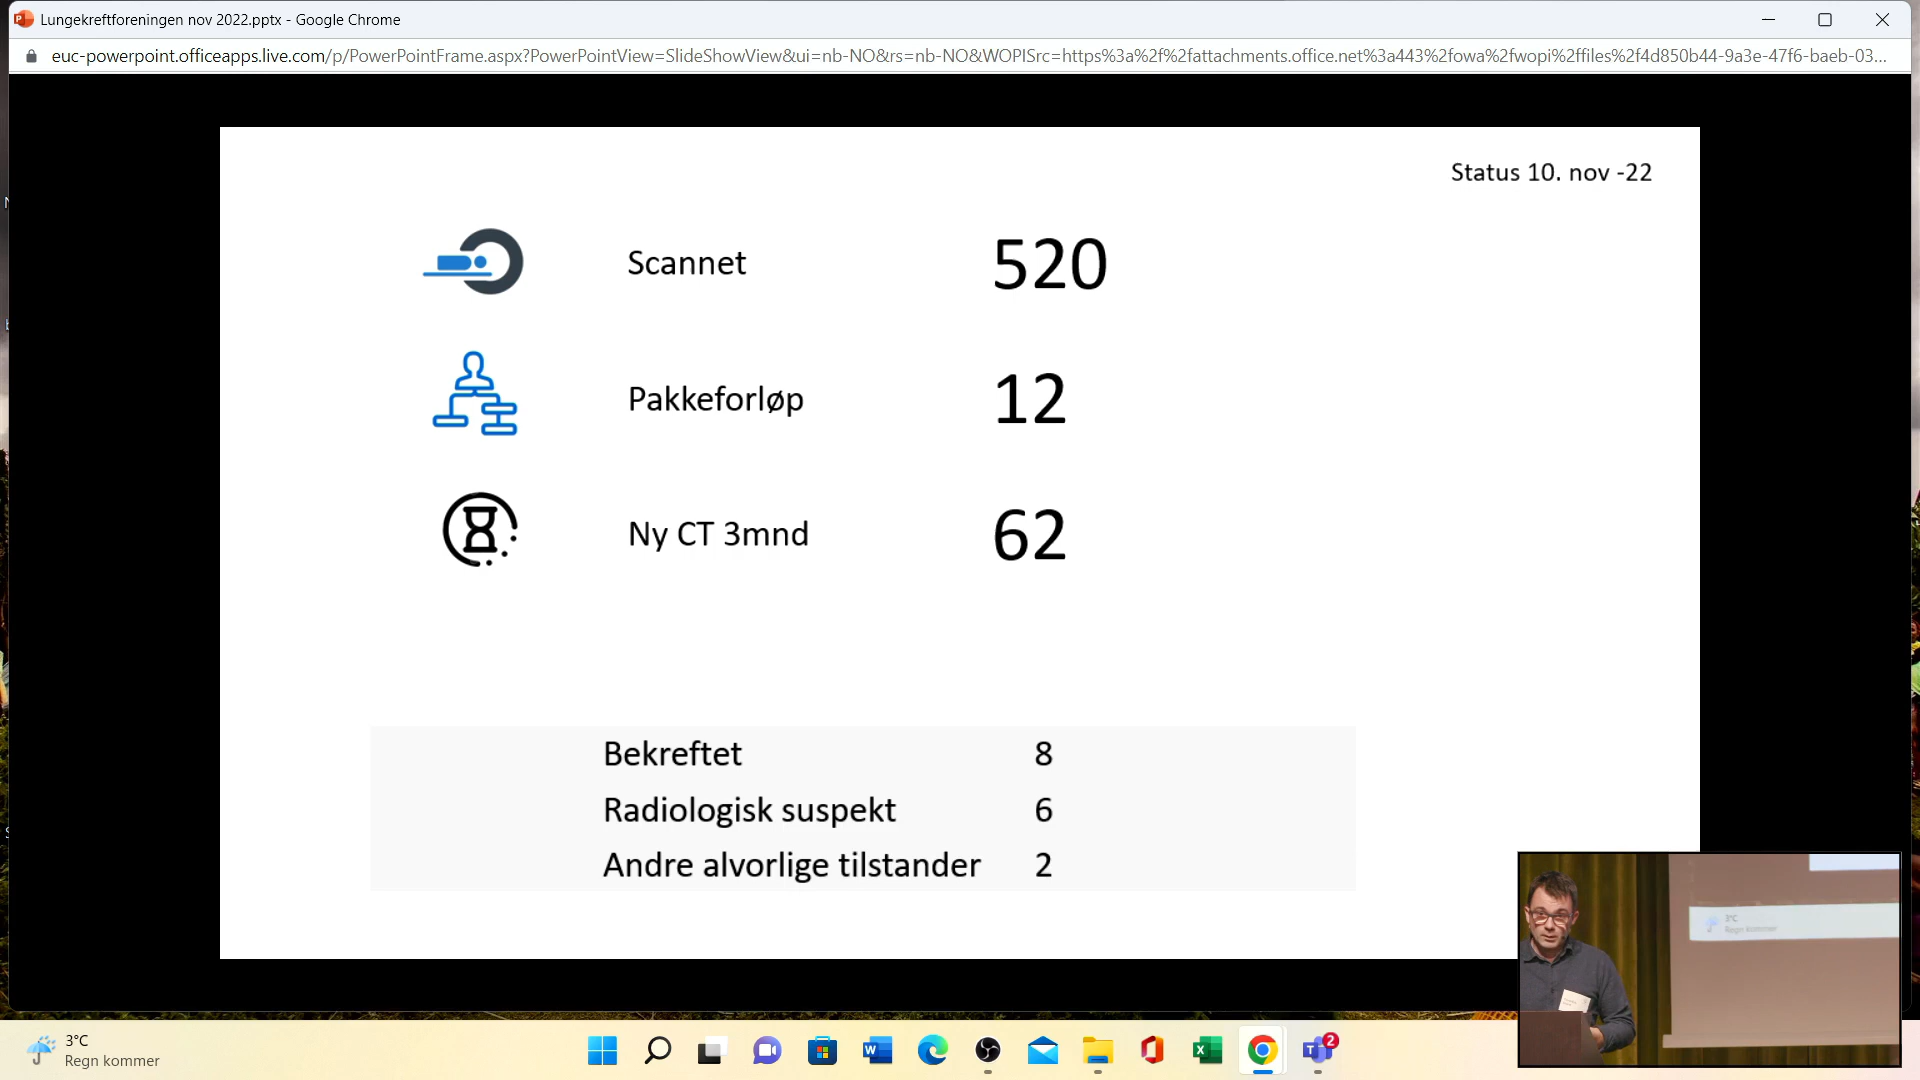 Lungekreftforeningen nov 2022.pptx - Google Chrome
euc-powerpoint.officeapps.live.com/p/PowerPointFrame.aspx?PowerPointView=SlideShowView&ui=nb-NO&rs=nb-NO&WOPISrc=https%3a%2f%2fattachments.office.net%3a443%2fowa%2fwopi%2ffiles%2f4d850b44-9a3e-47f6-baeb-03...
Status 10. nov -22
Scannet 520
Pakkeforløp 12
Ny CT 3mnd 62
Bekreftet 8
Radiologisk suspekt 6
Andre alvorlige tilstander 2
3°C
Regn kommer
3°C
Regn kommer
2